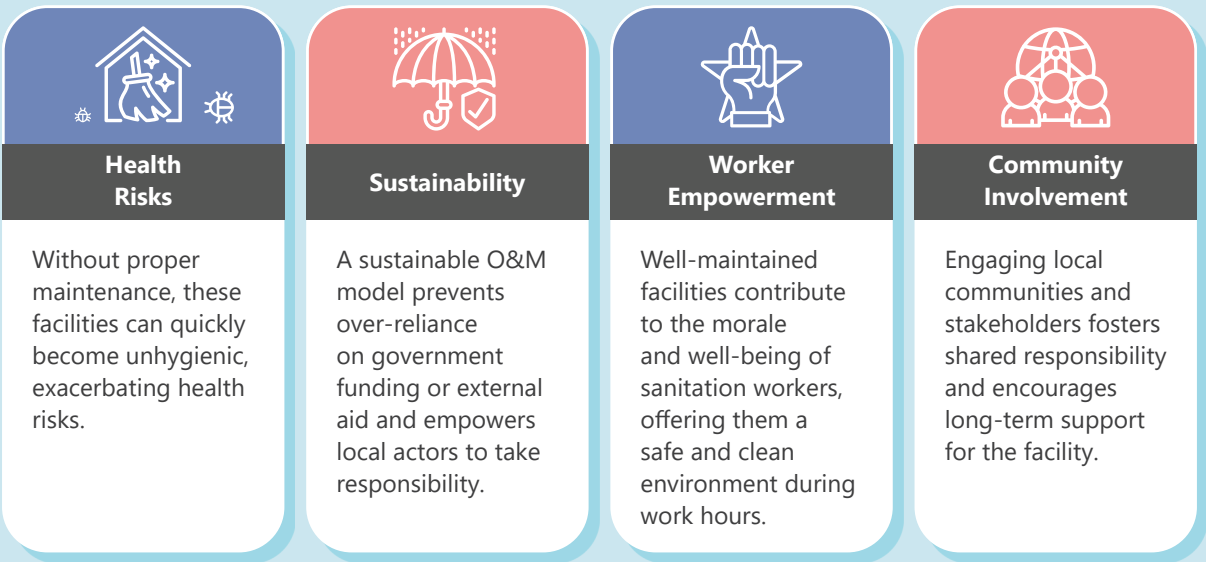 Health
Risks
Without proper
maintenance, these
facilities can quickly
become unhygienic,
exacerbating health
risks.
Sustainability
A sustainable O&M
model prevents
over-reliance
on government
funding or external
aid and empowers
local actors to take
responsibility.
Worker
Empowerment
Well-maintained
facilities contribute
to the morale
and well-being of
sanitation workers,
offering them a
safe and clean
environment during
work hours.
Community
Involvement
Engaging local
communities and
stakeholders fosters
shared responsibility
and encourages
long-term support
for the facility.